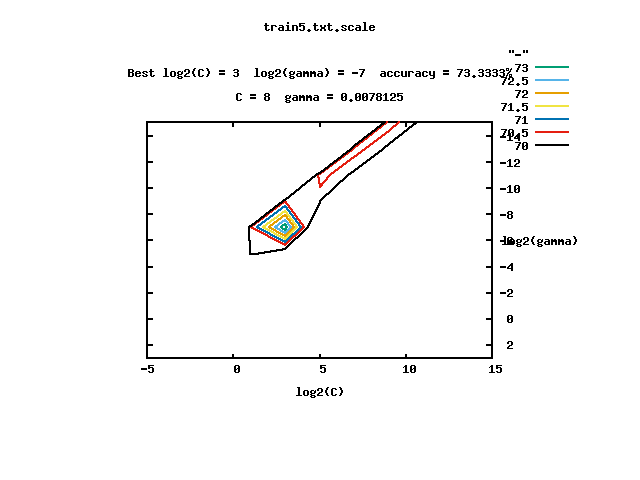 train5.txt.scale
"-"
Best log2(C) = 3  log2(gamma) = -7  accuracy = 73.3333%
73
72.5
C = 8  gamma = 0.0078125
72
71.5
71
70.5
-14
70
-12
-10
-8
-6
log2(gamma)
-4
-2
0
2
-5 0 5 10 15
log2(C)